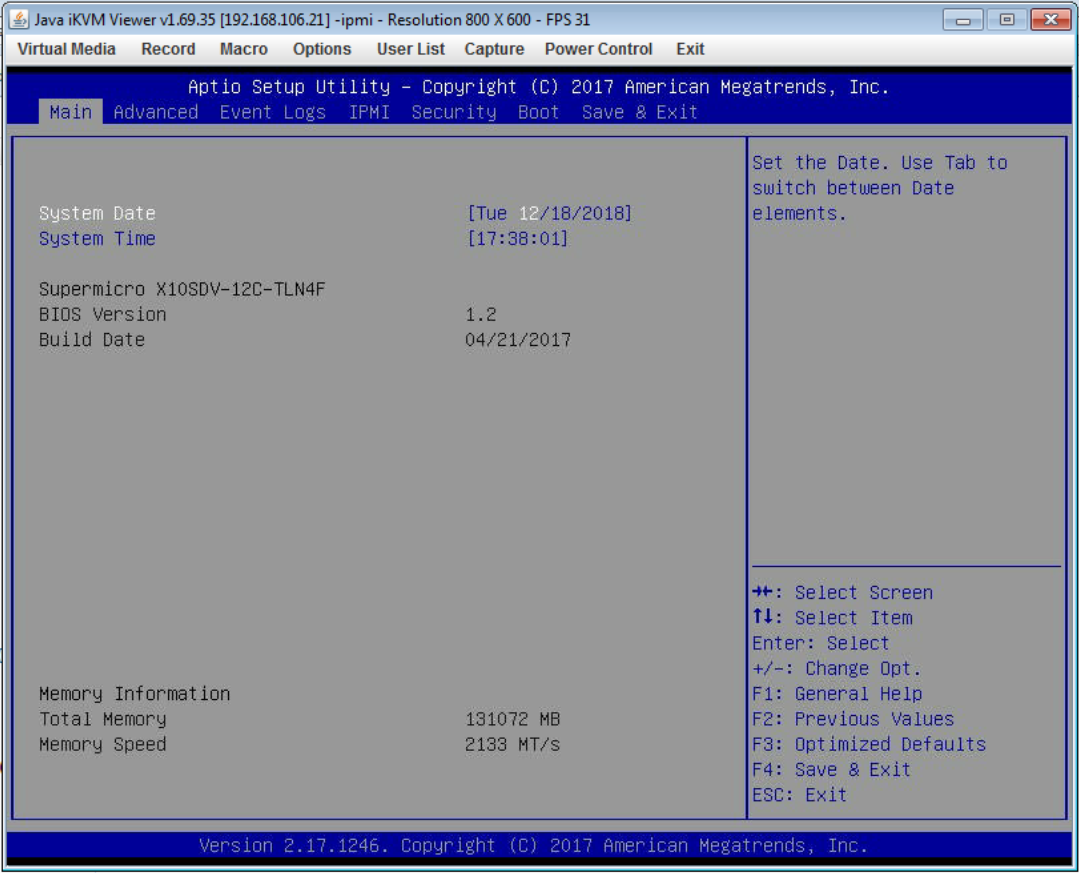 Java iKVM Viewer v1.69.35 [192.168.106.21] -ipmi - Resolution 800 X 600 - FPS 31
Virtual Media Record Macro Options User List Capture Power Control Exit
Aptio Setup Utility – Copyright (C) 2017 American Megatrends, Inc.
Main Advanced Event Logs IPMI Security Boot Save & Exit
Set the Date. Use Tab to
switch between Date
elements.
System Date [Tue 12/18/2018]
System Time [17:38:01]
Supermicro X10SDV-12C-TLN4F
BIOS Version 1.2
Build Date 04/21/2017
Memory Information
Total Memory 131072 MB
Memory Speed 2133 MT/s
→←: Select Screen
↑↓: Select Item
Enter: Select
+/-: Change Opt.
F1: General Help
F2: Previous Values
F3: Optimized Defaults
F4: Save & Exit
ESC: Exit
Version 2.17.1246. Copyright (C) 2017 American Megatrends, Inc.